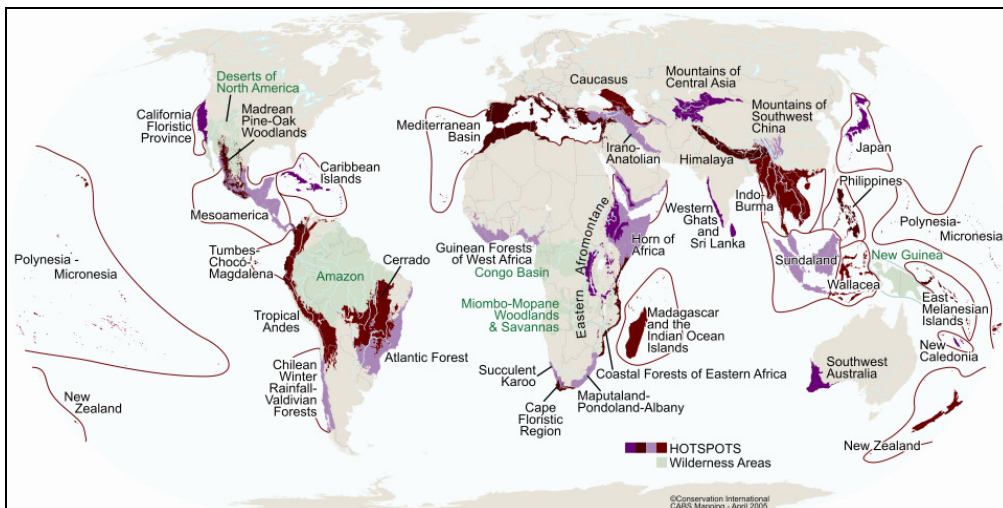 Deserts of
North America
California
Floristic
Province
Madrean
Pine-Oak
Woodlands
Caribbean
Islands
Mesoamerica
Tumbes-
Chocó-
Magdalena
Polynesia -
Micronesia
Amazon
Cerrado
Tropical
Andes
Chilean
Winter
Rainfall-
Valdivian
Forests
Atlantic Forest
New
Zealand
Caucasus
Mediterranean
Basin
Irano-
Anatolian
Mountains of
Central Asia
Mountains of
Southwest
China
Himalaya
Japan
Indo-
Burma
Philippines
Western
Ghats and
Sri Lanka
Polynesia-
Micronesia
Guinean Forests
of West Africa
Congo Basin
Eastern Afromontane
Horn of
Africa
Sundaland
Wallacea
New Guinea
East
Melanesian
Islands
New
Caledonia
Miombo-Mopane
Woodlands
& Savannas
Madagascar
and the
Indian Ocean
Islands
Coastal Forests of Eastern Africa
Succulent
Karoo
Cape
Floristic
Region
Maputaland-
Pondoland-Albany
Southwest
Australia
New Zealand
HOTSPOTS
Wilderness Areas
©Conservation International
CABS Mapping - April 2005